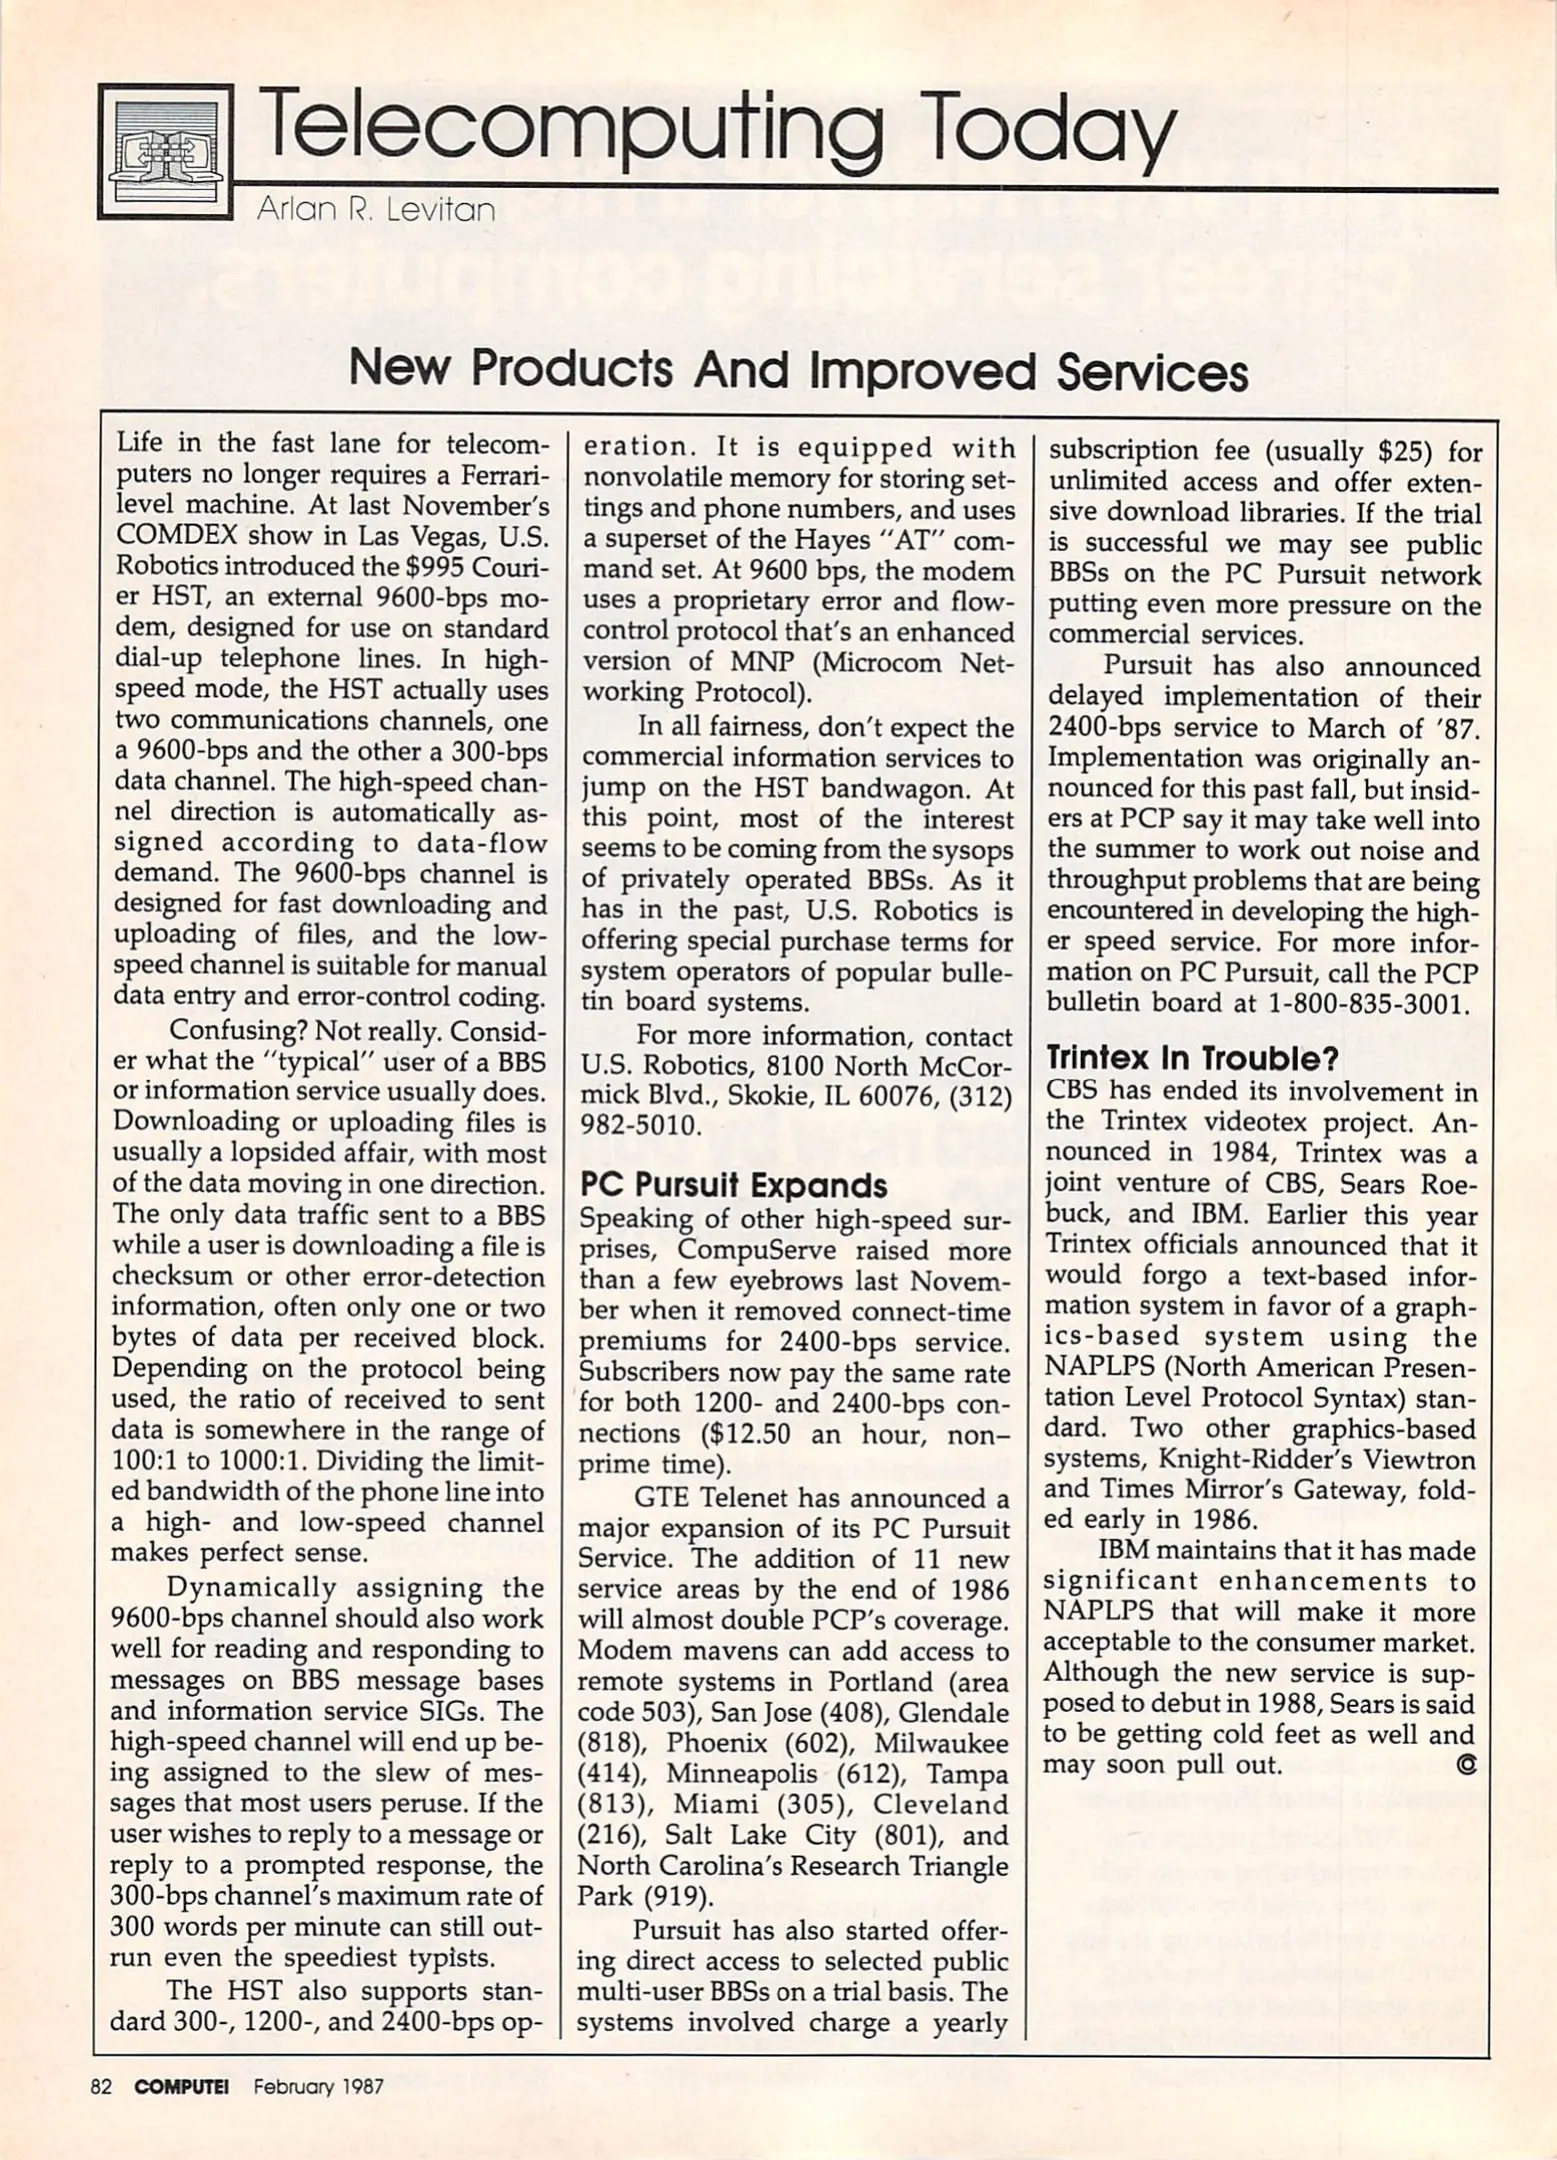 Telecomputing Today
Arlan R. Levitan
New Products And Improved Services
Life in the fast lane for telecom-
puters no longer requires a Ferrari-
level machine. At last November's
COMDEX show in Las Vegas, U.S.
Robotics introduced the $995 Couri-
er HST, an external 9600-bps mo-
dem, designed for use on standard
dial-up telephone lines. In high-
speed mode, the HST actually uses
two communications channels, one
a 9600-bps and the other a 300-bps
data channel. The high-speed chan-
nel direction is automatically as-
signed according to data-flow
demand. The 9600-bps channel is
designed for fast downloading and
uploading of files, and the low-
speed channel is suitable for manual
data entry and error-control coding.
Confusing? Not really. Consid-
er what the "typical" user of a BBS
or information service usually does.
Downloading or uploading files is
usually a lopsided affair, with most
of the data moving in one direction.
The only data traffic sent to a BBS
while a user is downloading a file is
checksum or other error-detection
information, often only one or two
bytes of data per received block.
Depending on the protocol being
used, the ratio of received to sent
data is somewhere in the range of
100:1 to 1000:1. Dividing the limit-
ed bandwidth of the phone line into
a high- and low-speed channel
makes perfect sense.
Dynamically assigning the
9600-bps channel should also work
well for reading and responding to
messages on BBS message bases
and information service SIGs. The
high-speed channel will end up be-
ing assigned to the slew of mes-
sages that most users peruse. If the
user wishes to reply to a message or
reply to a prompted response, the
300-bps channel's maximum rate of
300 words per minute can still out-
run even the speediest typists.
The HST also supports stan-
dard 300-, 1200-, and 2400-bps op-
eration. It is equipped with
nonvolatile memory for storing set-
tings and phone numbers, and uses
a superset of the Hayes "AT" com-
mand set. At 9600 bps, the modem
uses a proprietary error and flow-
control protocol that's an enhanced
version of MNP (Microcom Net-
working Protocol).
In all fairness, don't expect the
commercial information services to
jump on the HST bandwagon. At
this point, most of the interest
seems to be coming from the sysops
of privately operated BBSs. As it
has in the past, U.S. Robotics is
offering special purchase terms for
system operators of popular bulle-
tin board systems.
For more information, contact
U.S. Robotics, 8100 North McCor-
mick Blvd., Skokie, IL 60076, (312)
982-5010.
PC Pursuit Expands
Speaking of other high-speed sur-
prises, CompuServe raised more
than a few eyebrows last Novem-
ber when it removed connect-time
premiums for 2400-bps service.
Subscribers now pay the same rate
for both 1200- and 2400-bps con-
nections ($12.50 an hour, non–
prime time).
GTE Telenet has announced a
major expansion of its PC Pursuit
Service. The addition of 11 new
service areas by the end of 1986
will almost double PCP's coverage.
Modem mavens can add access to
remote systems in Portland (area
code 503), San Jose (408), Glendale
(818), Phoenix (602), Milwaukee
(414), Minneapolis (612), Tampa
(813), Miami (305), Cleveland
(216), Salt Lake City (801), and
North Carolina's Research Triangle
Park (919).
Pursuit has also started offer-
ing direct access to selected public
multi-user BBSs on a trial basis. The
systems involved charge a yearly
subscription fee (usually $25) for
unlimited access and offer exten-
sive download libraries. If the trial
is successful we may see public
BBSs on the PC Pursuit network
putting even more pressure on the
commercial services.
Pursuit has also announced
delayed implementation of their
2400-bps service to March of '87.
Implementation was originally an-
nounced for this past fall, but insid-
ers at PCP say it may take well into
the summer to work out noise and
throughput problems that are being
encountered in developing the high-
er speed service. For more infor-
mation on PC Pursuit, call the PCP
bulletin board at 1-800-835-3001.
Trintex In Trouble?
CBS has ended its involvement in
the Trintex videotex project. An-
nounced in 1984, Trintex was a
joint venture of CBS, Sears Roe-
buck, and IBM. Earlier this year
Trintex officials announced that it
would forgo a text-based infor-
mation system in favor of a graph-
ics-based system using the
NAPLPS (North American Presen-
tation Level Protocol Syntax) stan-
dard. Two other graphics-based
systems, Knight-Ridder's Viewtron
and Times Mirror's Gateway, fold-
ed early in 1986.
IBM maintains that it has made
significant enhancements to
NAPLPS that will make it more
acceptable to the consumer market.
Although the new service is sup-
posed to debut in 1988, Sears is said
to be getting cold feet as well and
may soon pull out.
82 COMPUTE! February 1987